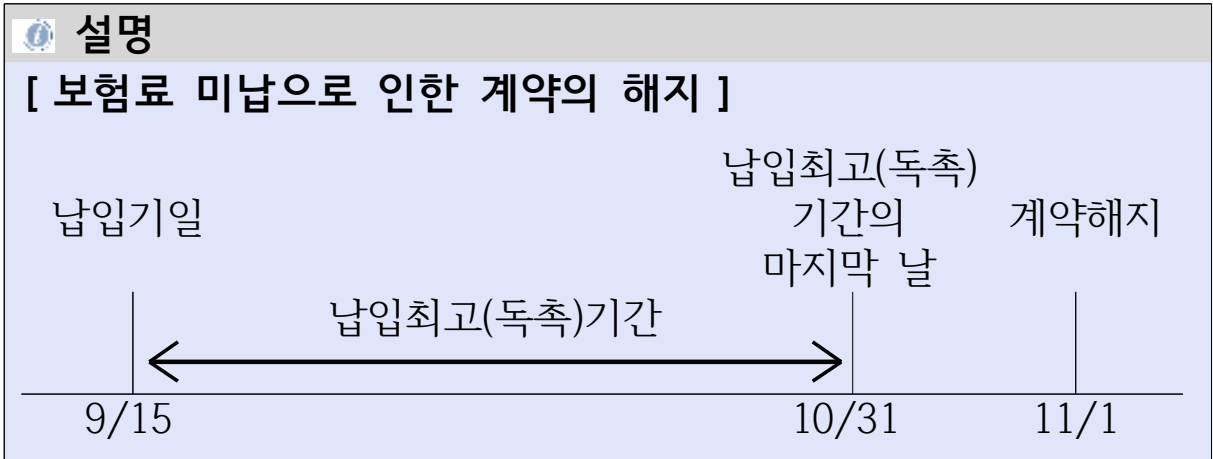 설명
[ 보험료 미납으로 인한 계약의 해지 ]
납입기일
납입최고(독촉)
기간의
마지막 날
계약해지
납입최고(독촉)기간
9/15
10/31
11/1